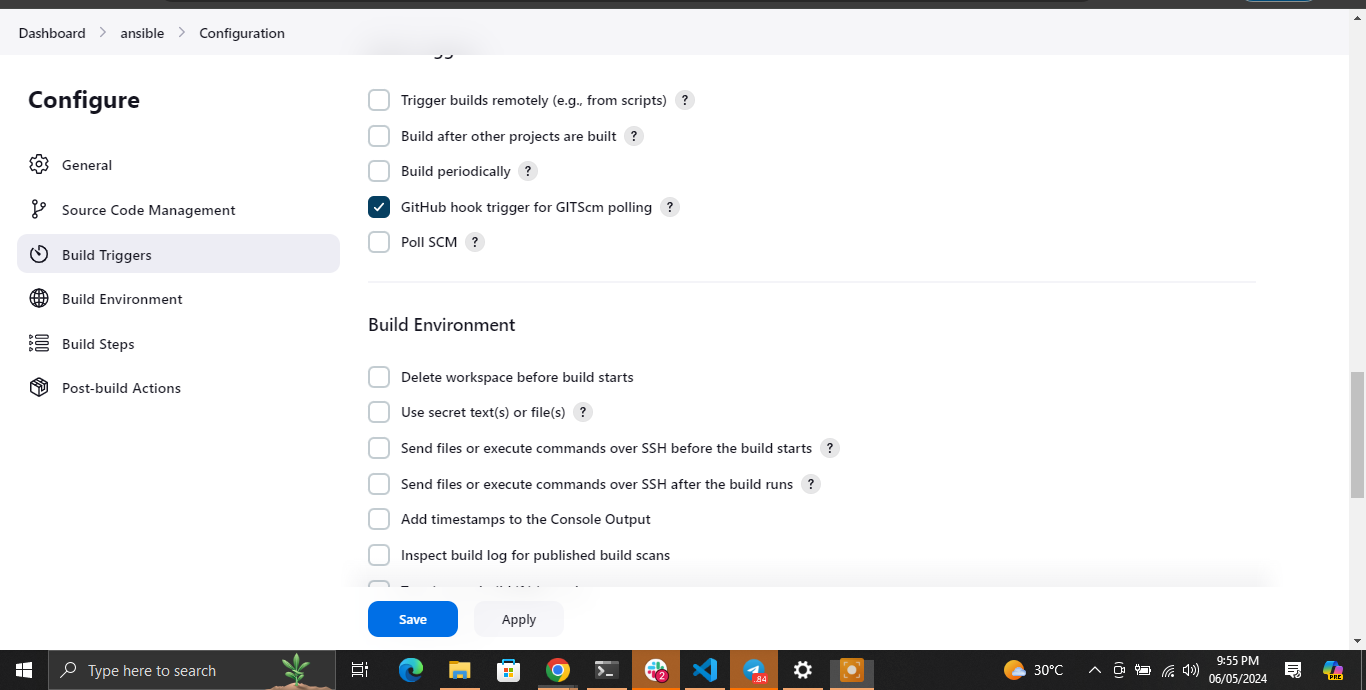 Dashboard
ansible
Configuration
Configure
General
Source Code Management
Build Triggers
Build Environment
Build Steps
Post-build Actions
Trigger builds remotely (e.g., from scripts) ?
Build after other projects are built ?
Build periodically ?
GitHub hook trigger for GITScm polling ?
Poll SCM ?
Build Environment
Delete workspace before build starts
Use secret text(s) or file(s) ?
Send files or execute commands over SSH before the build starts ?
Send files or execute commands over SSH after the build runs ?
Add timestamps to the Console Output
Inspect build log for published build scans
Save
Apply
Type here to search
2
84
30°C
9:55 PM
06/05/2024
PRE